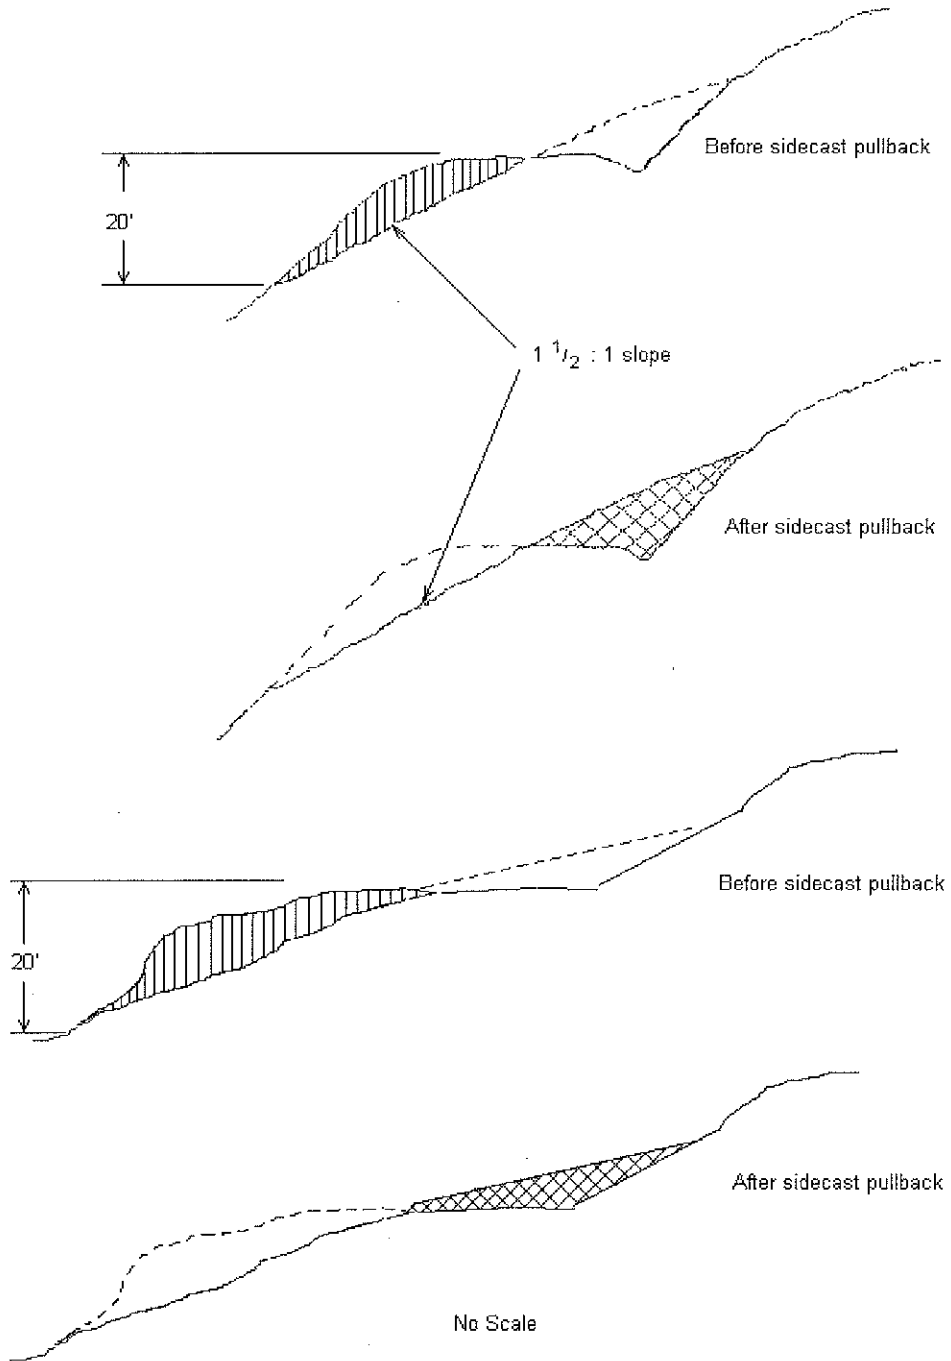 Before sidecast pullback
20'
1 1/2 : 1 slope
After sidecast pullback
Before sidecast pullback
20'
After sidecast pullback
No Scale